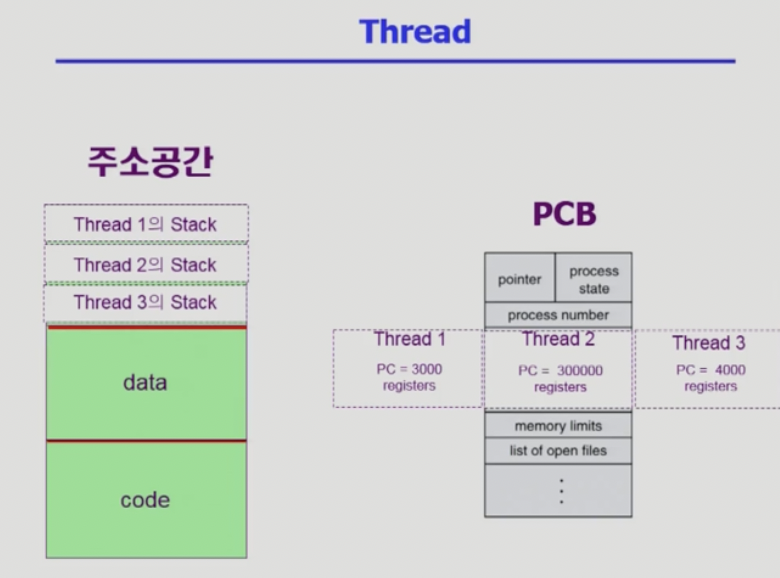 Thread
주소공간
Thread 1의 Stack
Thread 2의 Stack
Thread 3의 Stack
data
code
PCB
pointer
process
state
process number
Thread 1
PC = 3000
registers
Thread 2
PC = 300000
registers
Thread 3
PC = 4000
registers
memory limits
list of open files